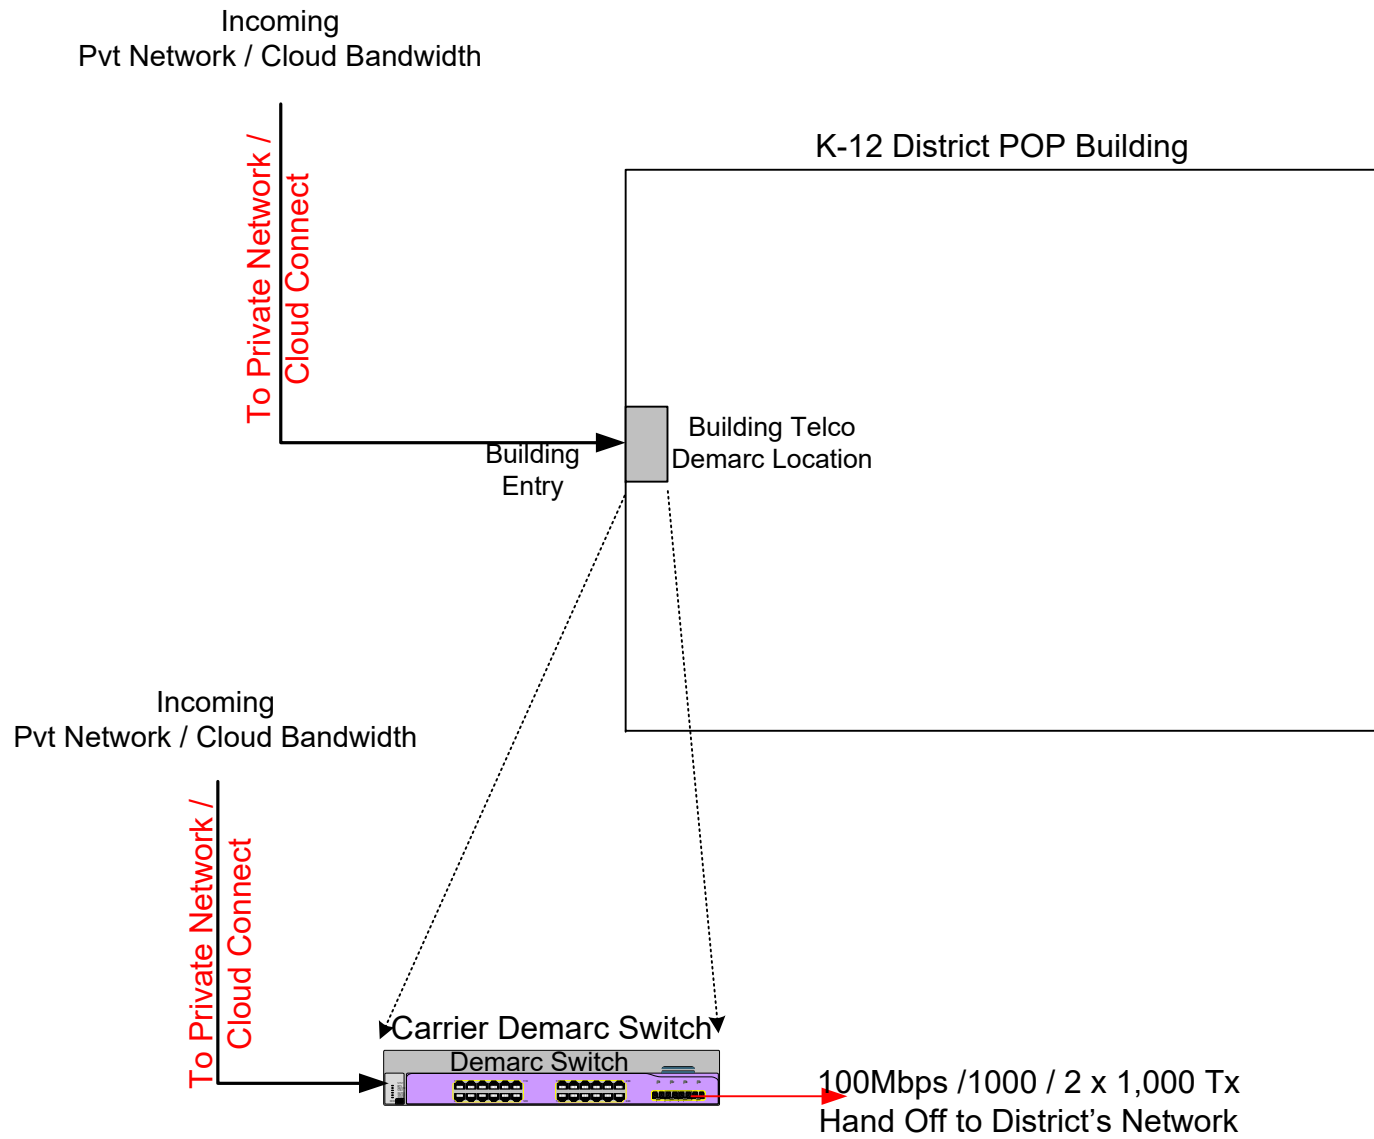 Incoming
Pvt Network / Cloud Bandwidth
To Private Network /
Cloud Connect
K-12 District POP Building
Building Telco
Demarc Location
Building
Entry
Incoming
Pvt Network / Cloud Bandwidth
To Private Network /
Cloud Connect
Carrier Demarc Switch
Demarc Switch
100Mbps /1000 / 2 x 1,000 Tx
Hand Off to District's Network